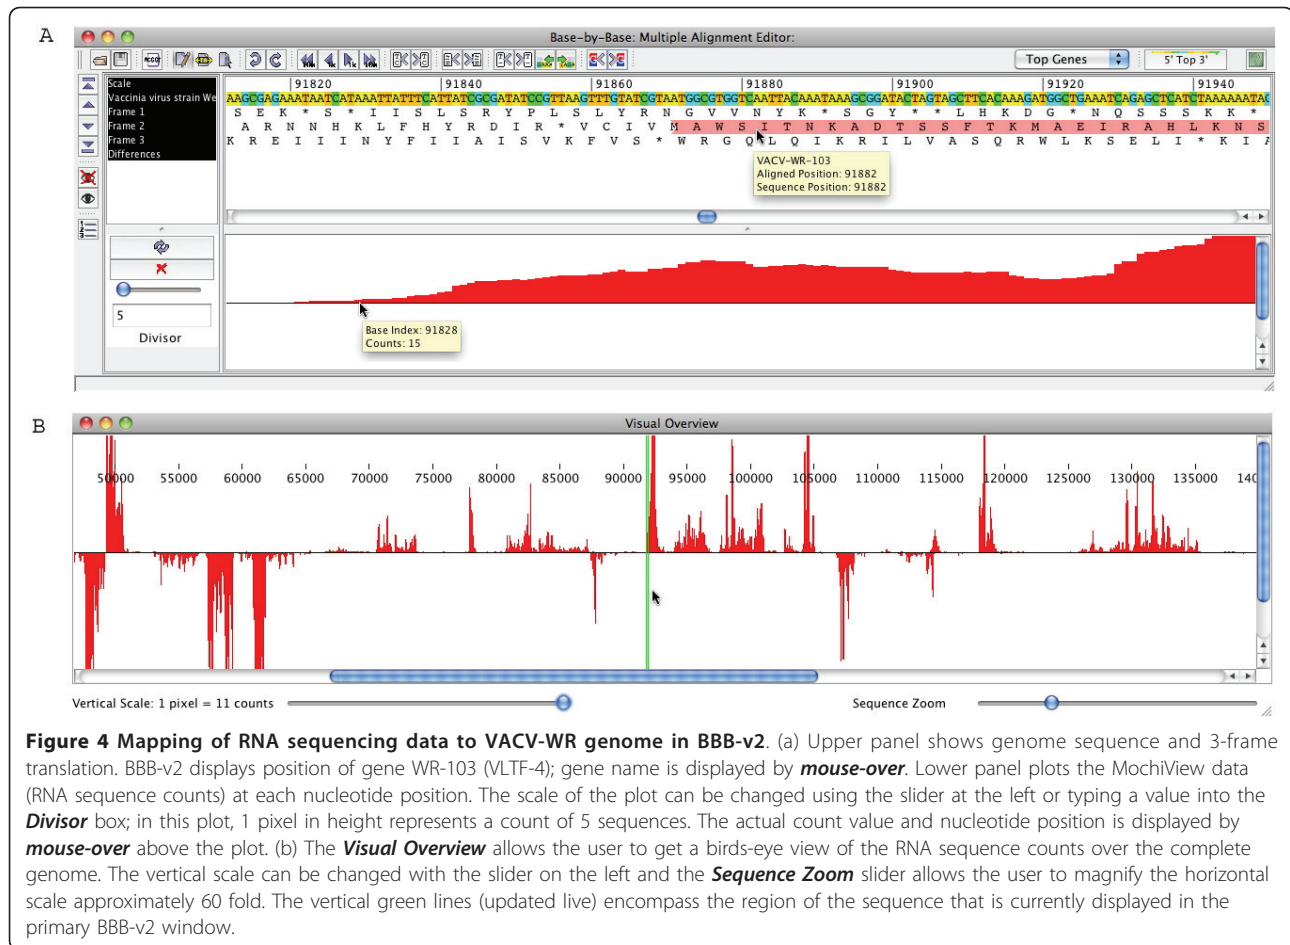 A
Base-by-Base: Multiple Alignment Editor:
Top Genes
5' Top 3'
Scale
91820 91840 91860 91880 91900 91920 91940
Vaccinia virus strain We
AAGCGAGAAATAATCATAAATTATTTCATTATCGCGATATCCGTTAAGTTTGTATCGTAATGGCGTGGTCAATTACAAATAAAGCGGATACTAGTAGCTTCACAAAGATGGCTGAAATCAGAGCTCATCTAAAAAATAG
Frame 1
S E K * S * I I S L S R Y P L S L Y R N G V V N Y K * S G Y * * L H K D G * N Q S S S K K *
Frame 2
A R N N H K L F H Y R D I R * V C I V M A W S I T N K A D T S S F T K M A E I R A H L K N S
Frame 3
K R E I I I N Y F I I A I S V K F V S * W R G Q L Q I K R I L V A S Q R W L K S E L I * K I A
Differences
VACV-WR-103
Aligned Position: 91882
Sequence Position: 91882
5
Divisor
Base Index: 91828
Counts: 15
B
Visual Overview
50000 55000 60000 65000 70000 75000 80000 85000 90000 95000 100000 105000 110000 115000 120000 125000 130000 135000 140
Vertical Scale: 1 pixel = 11 counts
Sequence Zoom
Figure 4 Mapping of RNA sequencing data to VACV-WR genome in BBB-v2. (a) Upper panel shows genome sequence and 3-frame
translation. BBB-v2 displays position of gene WR-103 (VLTF-4); gene name is displayed by mouse-over. Lower panel plots the MochiView data
(RNA sequence counts) at each nucleotide position. The scale of the plot can be changed using the slider at the left or typing a value into the
Divisor box; in this plot, 1 pixel in height represents a count of 5 sequences. The actual count value and nucleotide position is displayed by
mouse-over above the plot. (b) The Visual Overview allows the user to get a birds-eye view of the RNA sequence counts over the complete
genome. The vertical scale can be changed with the slider on the left and the Sequence Zoom slider allows the user to magnify the horizontal
scale approximately 60 fold. The vertical green lines (updated live) encompass the region of the sequence that is currently displayed in the
primary BBB-v2 window.